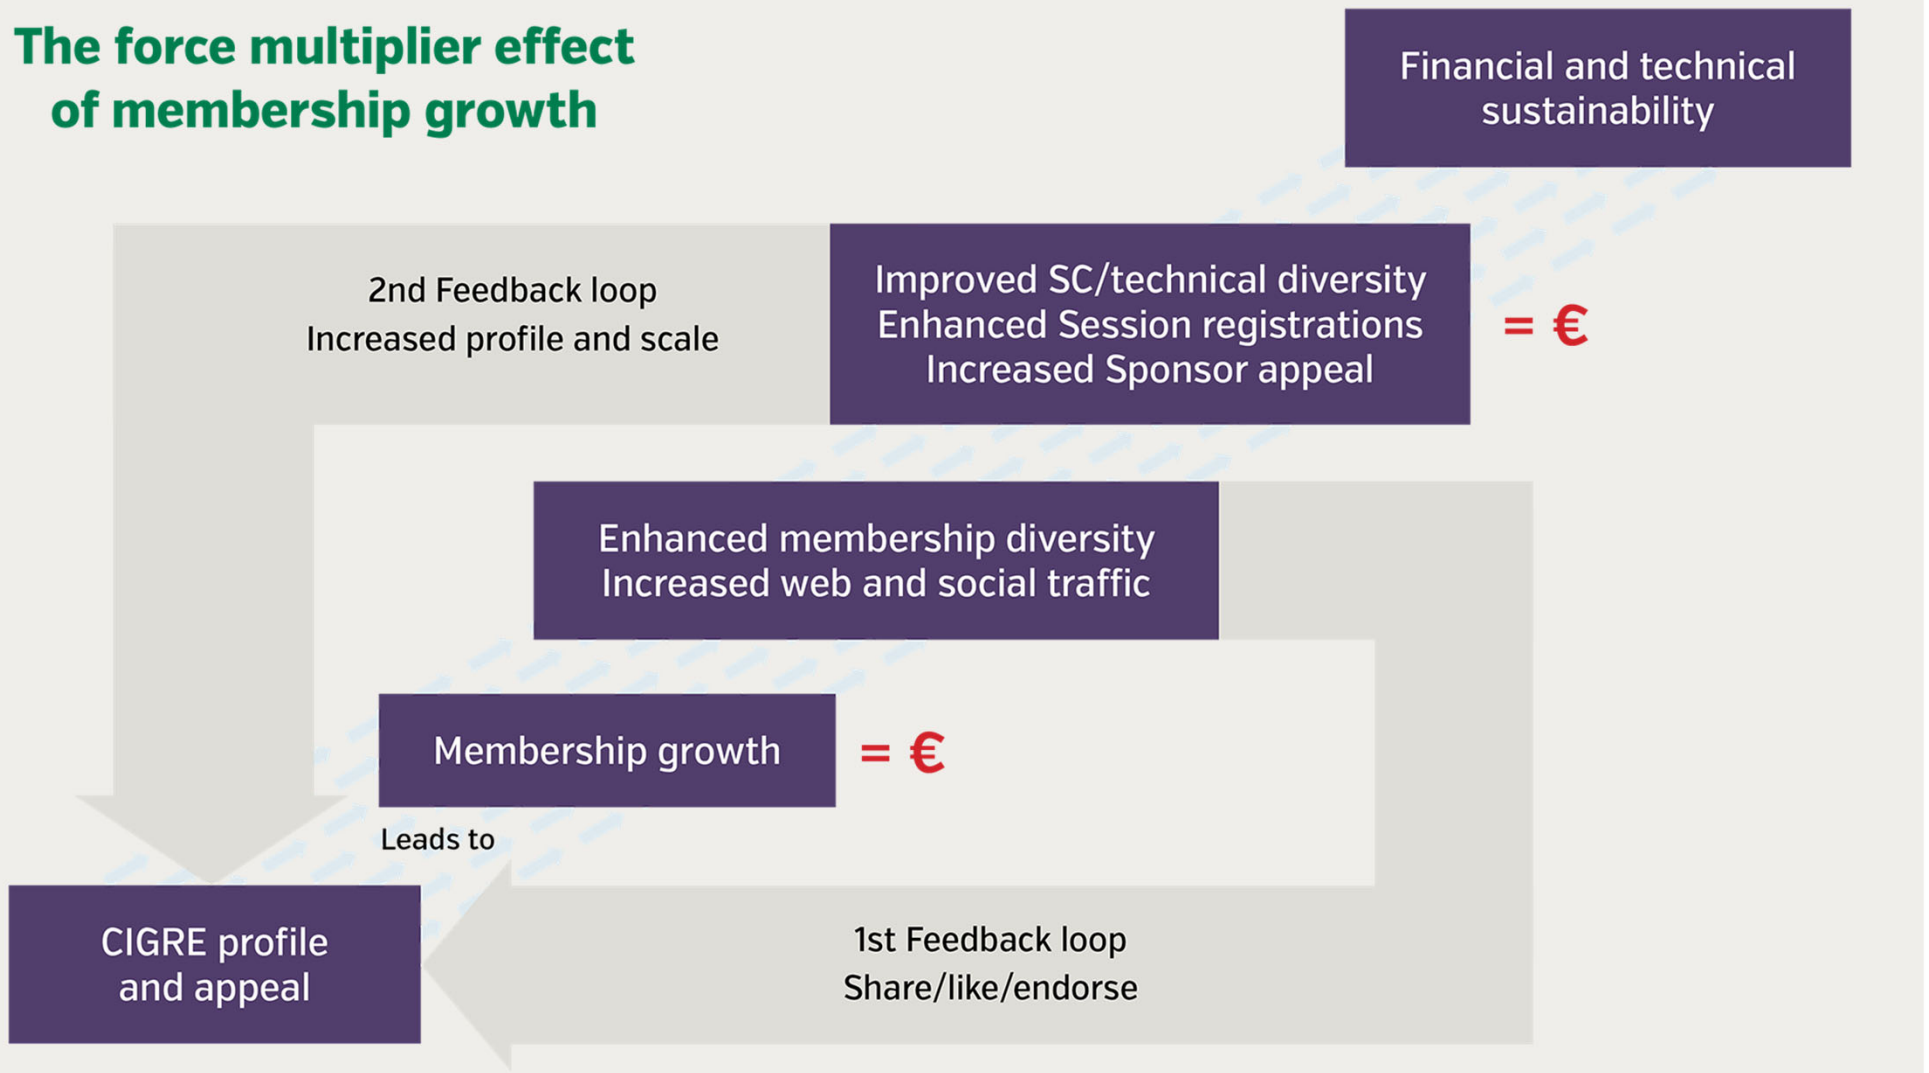 The force multiplier effect
of membership growth
Financial and technical
sustainability
2nd Feedback loop
Increased profile and scale
Improved SC/technical diversity
Enhanced Session registrations
Increased Sponsor appeal
= €
Enhanced membership diversity
Increased web and social traffic
Membership growth
= €
Leads to
CIGRE profile
and appeal
1st Feedback loop
Share/like/endorse